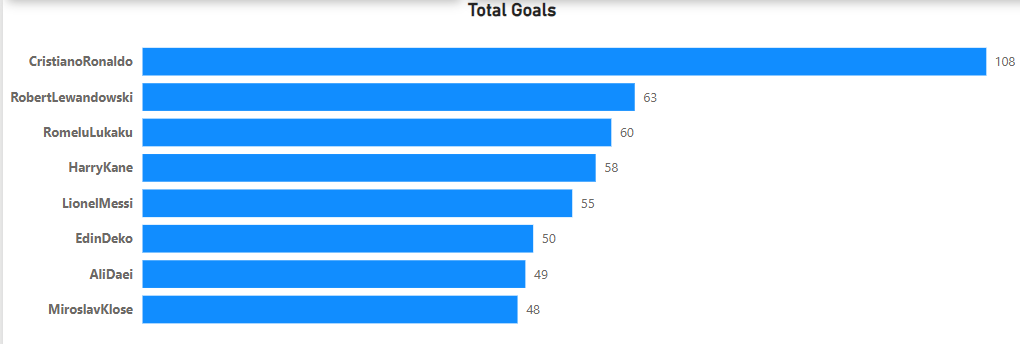 Total Goals
CristianoRonaldo 108
RobertLewandowski 63
RomeluLukaku 60
HarryKane 58
LionelMessi 55
EdinDeko 50
AliDaei 49
MiroslavKlose 48